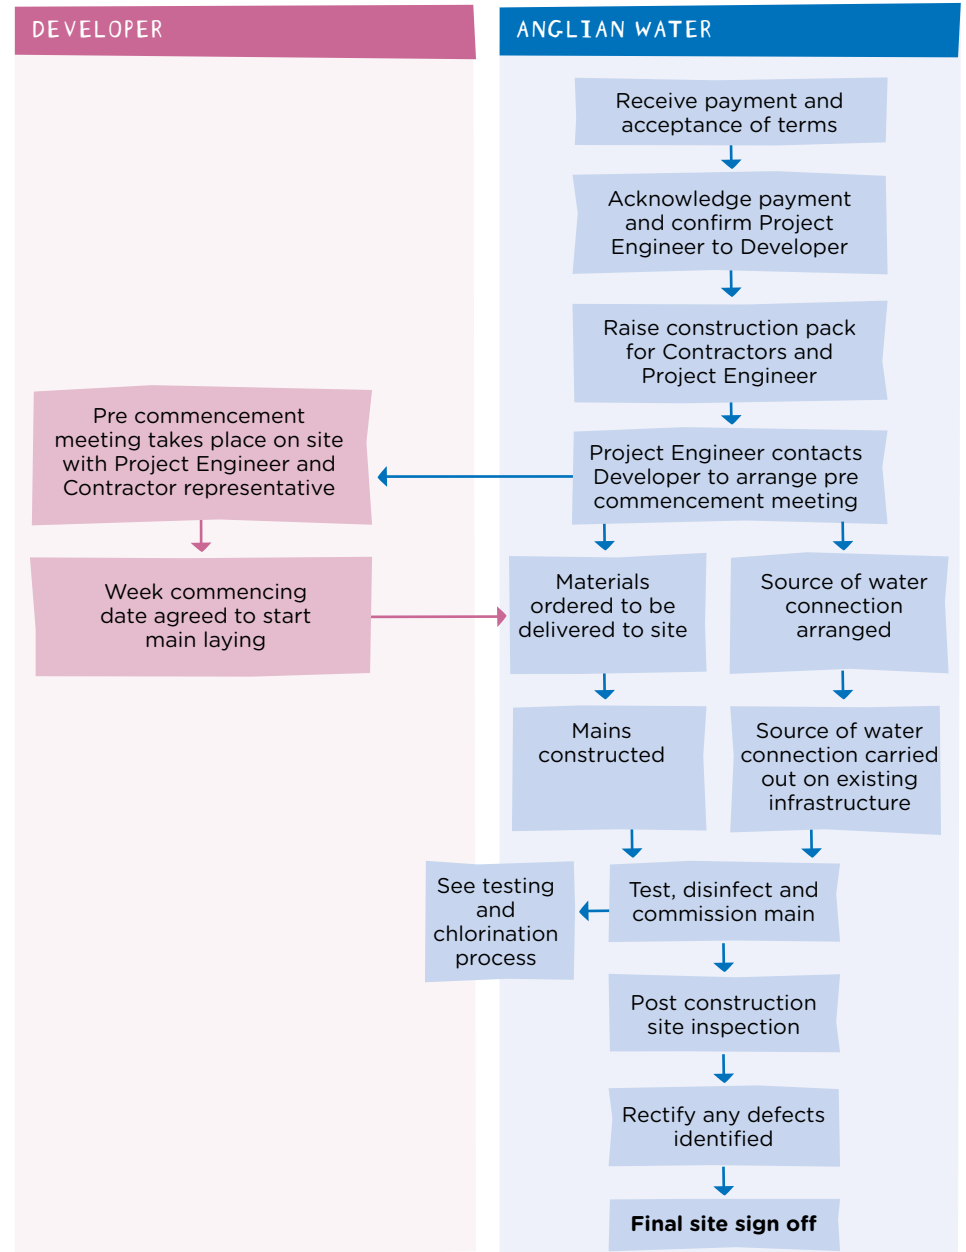 DEVELOPER
ANGLIAN WATER
Receive payment and
acceptance of terms
Acknowledge payment
and confirm Project
Engineer to Developer
Raise construction pack
for Contractors and
Project Engineer
Project Engineer contacts
Developer to arrange pre
commencement meeting
Pre commencement
meeting takes place on site
with Project Engineer and
Contractor representative
Week commencing
date agreed to start
main laying
Materials
ordered to be
delivered to site
Source of water
connection
arranged
Mains
constructed
Source of water
connection carried
out on existing
infrastructure
Test, disinfect and
commission main
See testing
and
chlorination
process
Post construction
site inspection
Rectify any defects
identified
Final site sign off